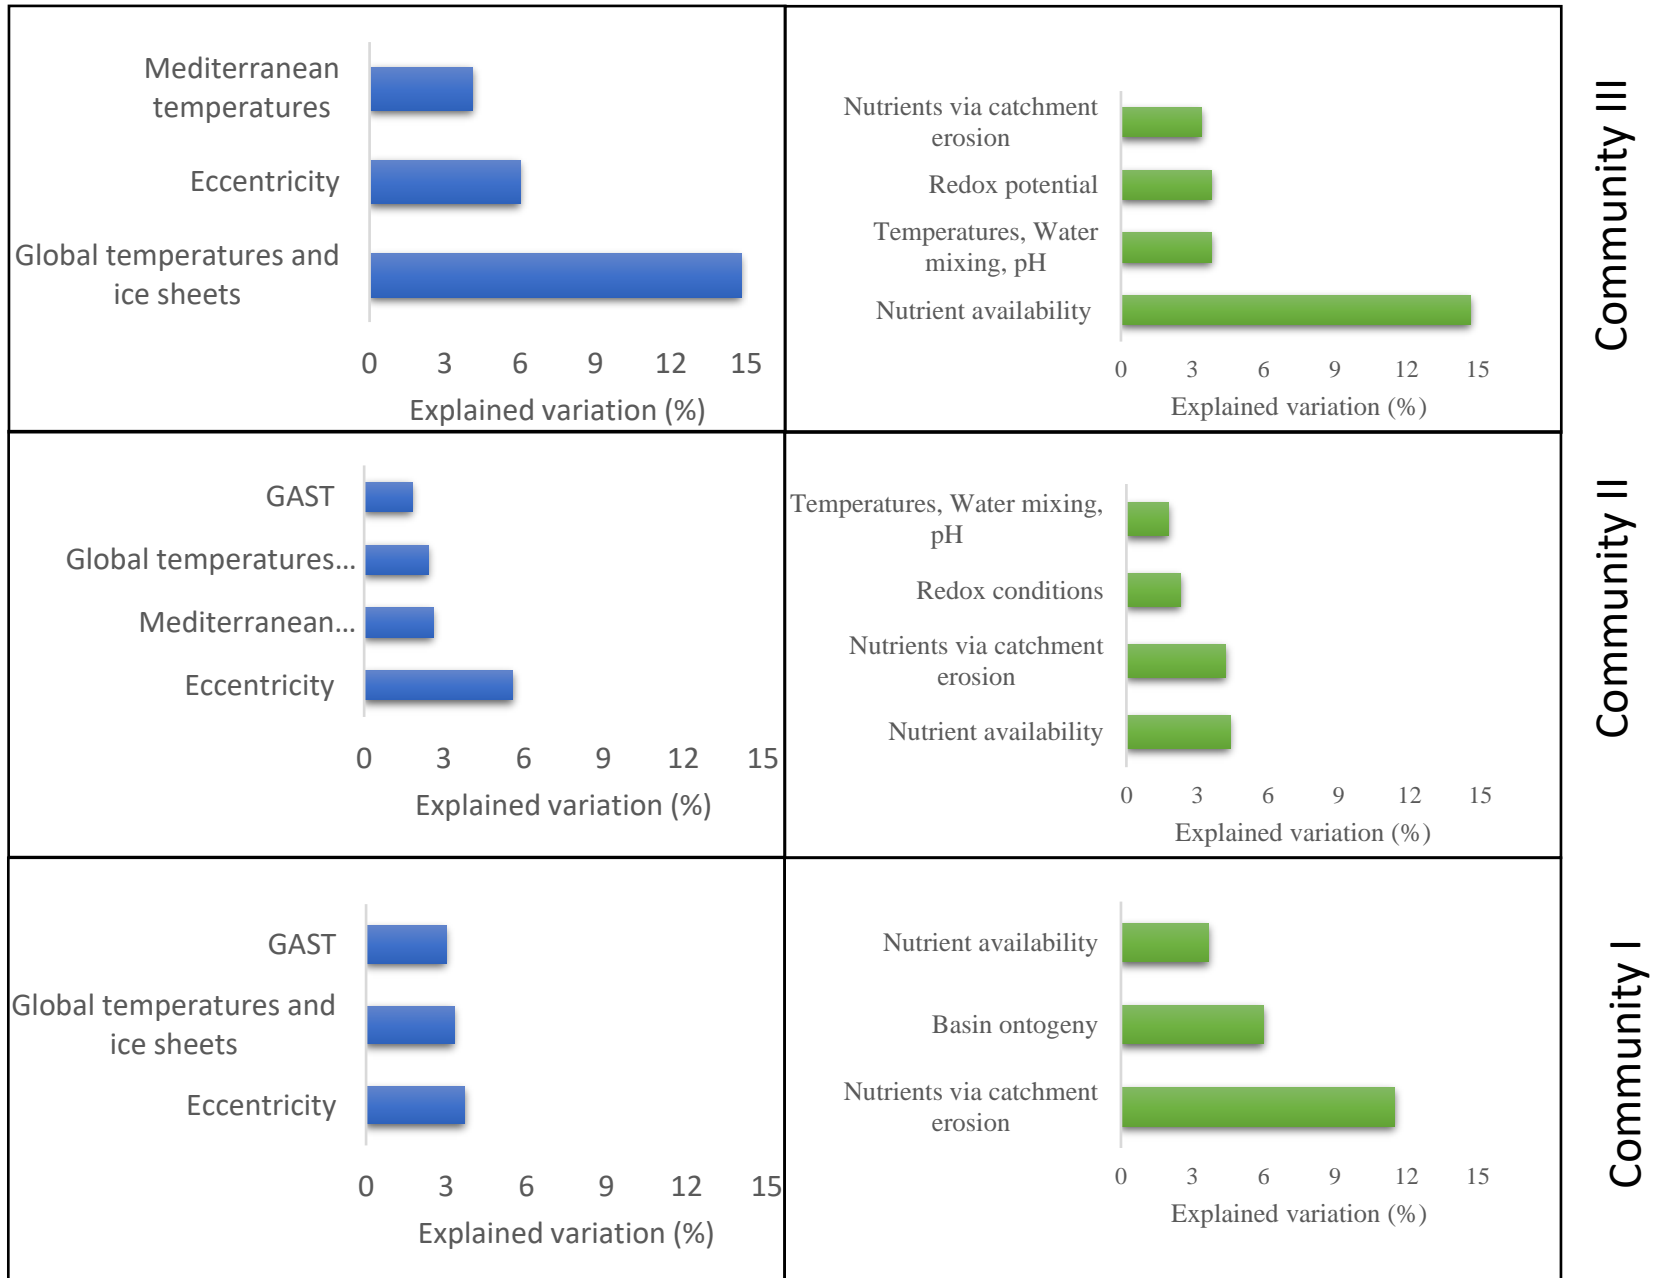 Mediterranean
temperatures
Eccentricity
Global temperatures and
ice sheets
0 3 6 9 12 15
Explained variation (%)
Nutrients via catchment
erosion
Redox potential
Temperatures, Water
mixing, pH
Nutrient availability
0 3 6 9 12 15
Explained variation (%)
Community III
GAST
Global temperatures...
Mediterranean...
Eccentricity
0 3 6 9 12 15
Explained variation (%)
Temperatures, Water mixing,
pH
Redox conditions
Nutrients via catchment
erosion
Nutrient availability
0 3 6 9 12 15
Explained variation (%)
Community II
GAST
Global temperatures and
ice sheets
Eccentricity
0 3 6 9 12 15
Explained variation (%)
Nutrient availability
Basin ontogeny
Nutrients via catchment
erosion
0 3 6 9 12 15
Explained variation (%)
Community I